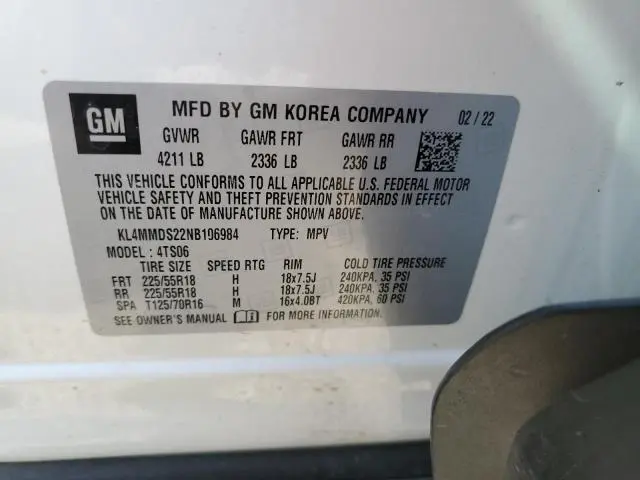 GM MFD BY GM KOREA COMPANY 02 / 22
GVWR GAWR FRT GAWR RR
4211 LB 2336 LB 2336 LB
THIS VEHICLE CONFORMS TO ALL APPLICABLE U.S. FEDERAL MOTOR
VEHICLE SAFETY AND THEFT PREVENTION STANDARDS IN EFFECT
ON THE DATE OF MANUFACTURE SHOWN ABOVE.
KL4MMDS22NB196984 TYPE: MPV
MODEL : 4TS06
TIRE SIZE SPEED RTG RIM COLD TIRE PRESSURE
FRT 225/55R18 H 18x7.5J 240KPA, 35 PSI
RR 225/55R18 H 18x7.5J 240KPA, 35 PSI
SPA T125/70R16 M 16x4.0BT 420KPA, 60 PSI
SEE OWNER'S MANUAL FOR MORE INFORMATION.